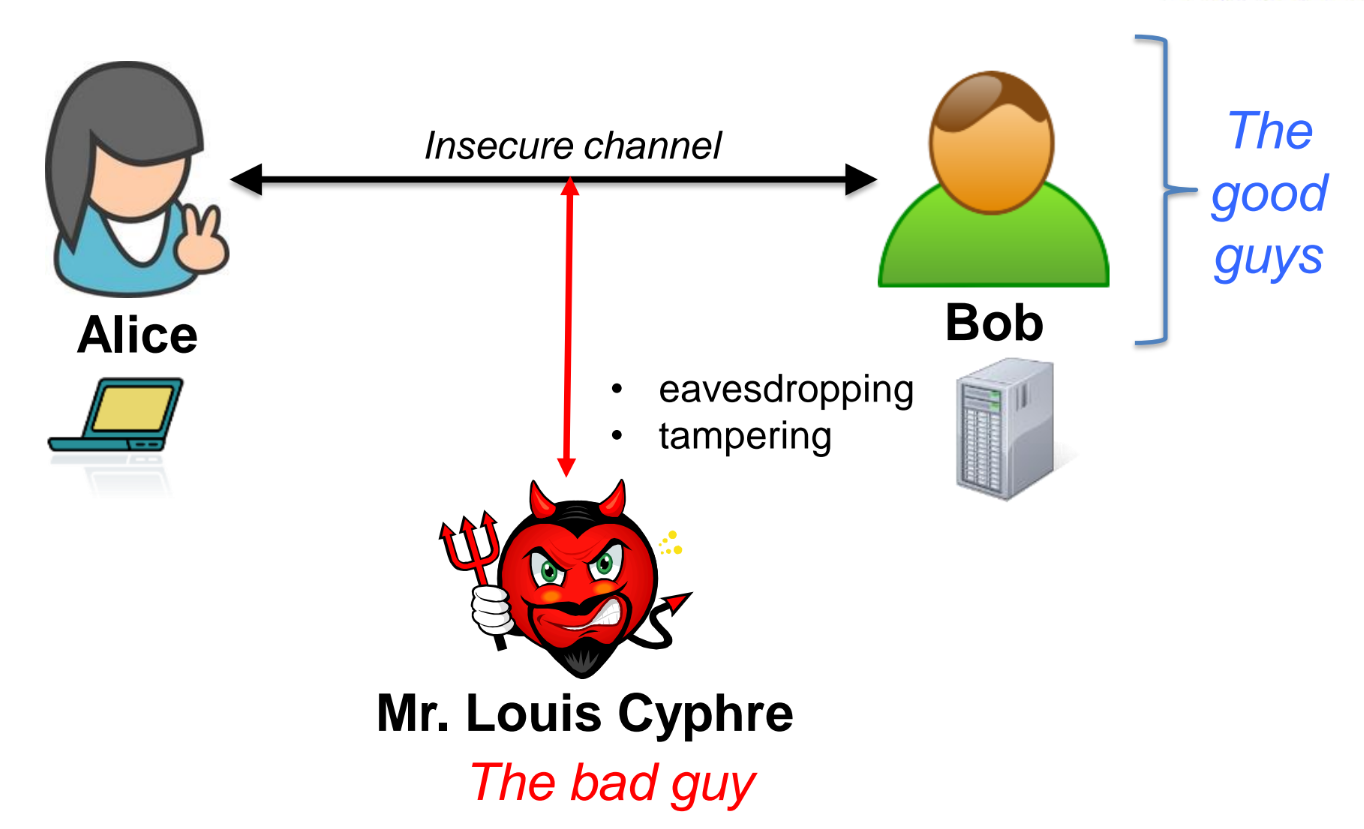 Insecure channel
The
good
guys
Alice
Bob
• eavesdropping
• tampering
Mr. Louis Cyphre
The bad guy